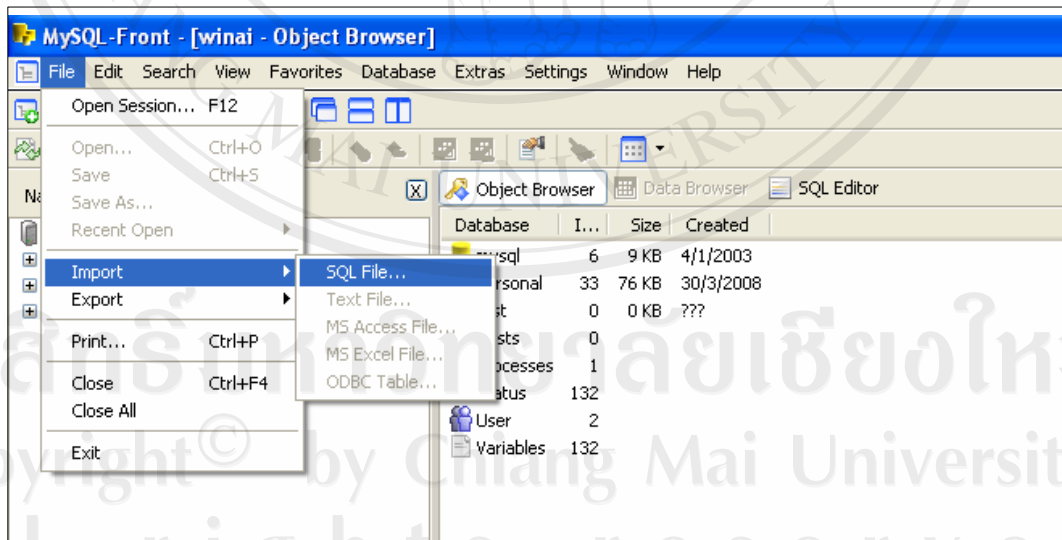 MySQL-Front - [winai - Object Browser]
File Edit Search View Favorites Database Extras Settings Window Help
Open Session... F12
Open... Ctrl+O
Save Ctrl+S
Save As...
Recent Open
Import
Export
Print... Ctrl+P
Close Ctrl+F4
Close All
Exit
SQL File...
Text File...
MS Access File...
MS Excel File...
ODBC Table...
Object Browser Data Browser SQL Editor
Database I... Size Created
6 9 KB 4/1/2003
33 76 KB 30/3/2008
0 0 KB ???
0
1
132
User 2
Variables 132
MAI UNIVERSITY
by Chiang Mai Universit